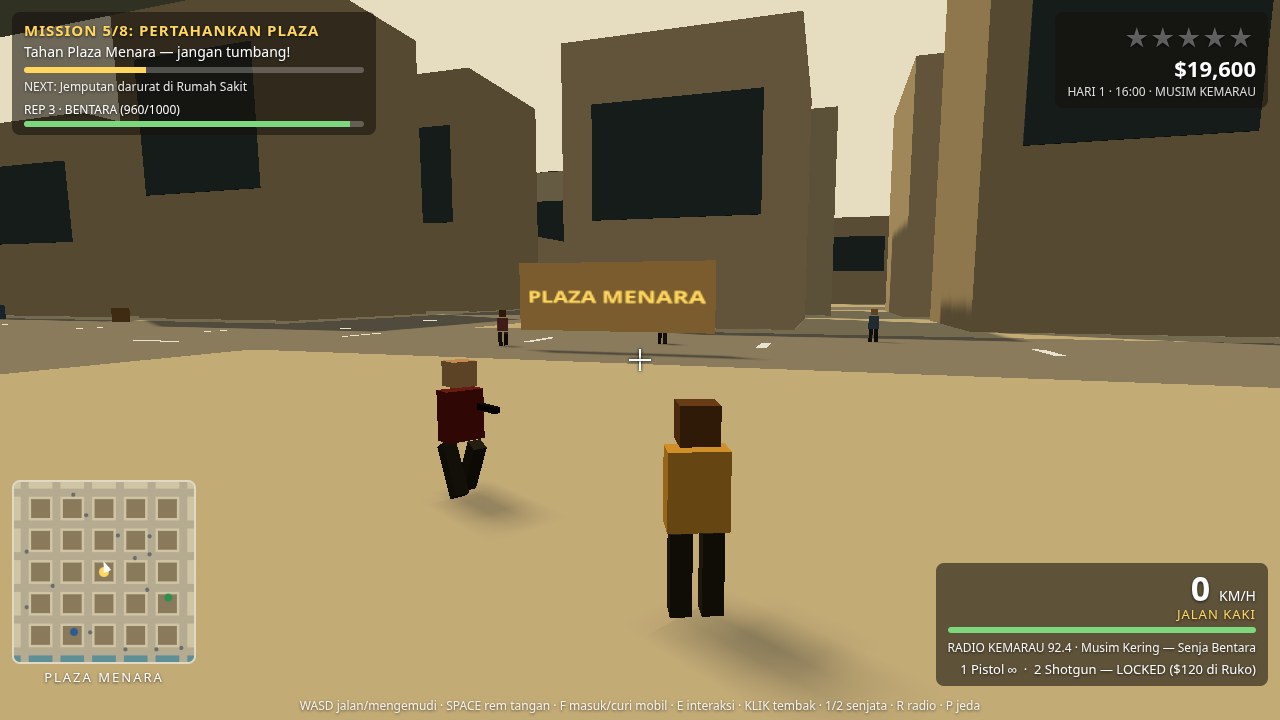 MISSION 5/8: PERTAHANKAN PLAZA
Tahan Plaza Menara — jangan tumbang!
NEXT: Jemputan darurat di Rumah Sakit
REP 3 · BENTARA (960/1000)
★★★★★
$19,600
HARI 1 · 16:00 · MUSIM KEMARAU
PLAZA MENARA
PLAZA MENARA
0 KM/H
JALAN KAKI
RADIO KEMARAU 92.4 · Musim Kering — Senja Bentara
1 Pistol ∞ · 2 Shotgun — LOCKED ($120 di Ruko)
WASD jalan/mengemudi · SPACE rem tangan · F masuk/curi mobil · E interaksi · KLIK tembak · 1/2 senjata · R radio · P jeda